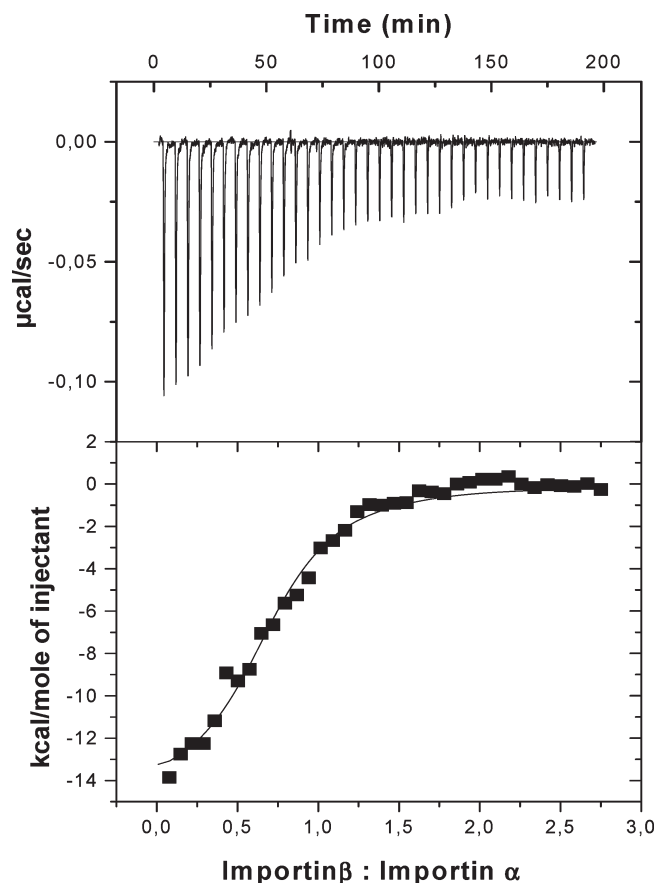 Time (min)
0 50 100 150 200
0,00
-0,05
-0,10
µcal/sec
2
0
-2
-4
-6
-8
-10
-12
-14
kcal/mole of injectant
0,0 0,5 1,0 1,5 2,0 2,5 3,0
Importinβ : Importin α